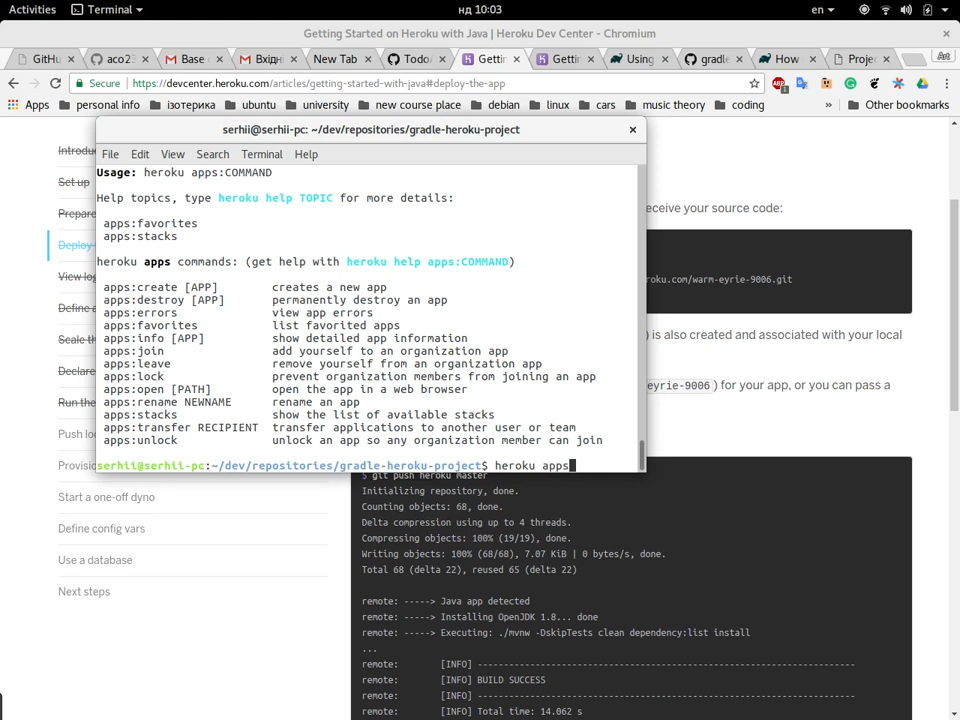 Activities Terminal нд 10:03 en
Getting Started on Heroku with Java | Heroku Dev Center - Chromium
GitHu aco23 Base Вхідн New Tab Todo Gettin Gettin Using gradle How Projec Art
Secure https://devcenter.heroku.com/articles/getting-started-with-java#deploy-the-app
Apps personal info ізотерика ubuntu university new course place debian linux cars music theory coding » Other bookmarks
serhii@serhii-pc: ~/dev/repositories/gradle-heroku-project
File Edit View Search Terminal Help
Usage: heroku apps:COMMAND
Help topics, type heroku help TOPIC for more details:
apps:favorites
apps:stacks
heroku apps commands: (get help with heroku help apps:COMMAND)
apps:create [APP] creates a new app
apps:destroy [APP] permanently destroy an app
apps:errors view app errors
apps:favorites list favorited apps
apps:info [APP] show detailed app information
apps:join add yourself to an organization app
apps:leave remove yourself from an organization app
apps:lock prevent organization members from joining an app
apps:open [PATH] open the app in a web browser
apps:rename NEWNAME rename an app
apps:stacks show the list of available stacks
apps:transfer RECIPIENT transfer applications to another user or team
apps:unlock unlock an app so any organization member can join
serhii@serhii-pc:~/dev/repositories/gradle-heroku-project$ heroku apps
Introdu
Set up
Prepare
Deploy
View log
Define a
Scale th
Declare
Run the
Push lo
Provisio
Start a one-off dyno
Define config vars
Use a database
Next steps
eceive your source code:
oku.com/warm-eyrie-9006.git
) is also created and associated with your local
eyrie-9006 ) for your app, or you can pass a
$ git push heroku master
Initializing repository, done.
Counting objects: 68, done.
Delta compression using up to 4 threads.
Compressing objects: 100% (19/19), done.
Writing objects: 100% (68/68), 7.07 KiB | 0 bytes/s, done.
Total 68 (delta 22), reused 65 (delta 22)
remote: -----> Java app detected
remote: -----> Installing OpenJDK 1.8... done
remote: -----> Executing: ./mvnw -DskipTests clean dependency:list install
...
remote: [INFO] ------------------------------------------------------------------------
remote: [INFO] BUILD SUCCESS
remote: [INFO] ------------------------------------------------------------------------
remote: [INFO] Total time: 14.062 s